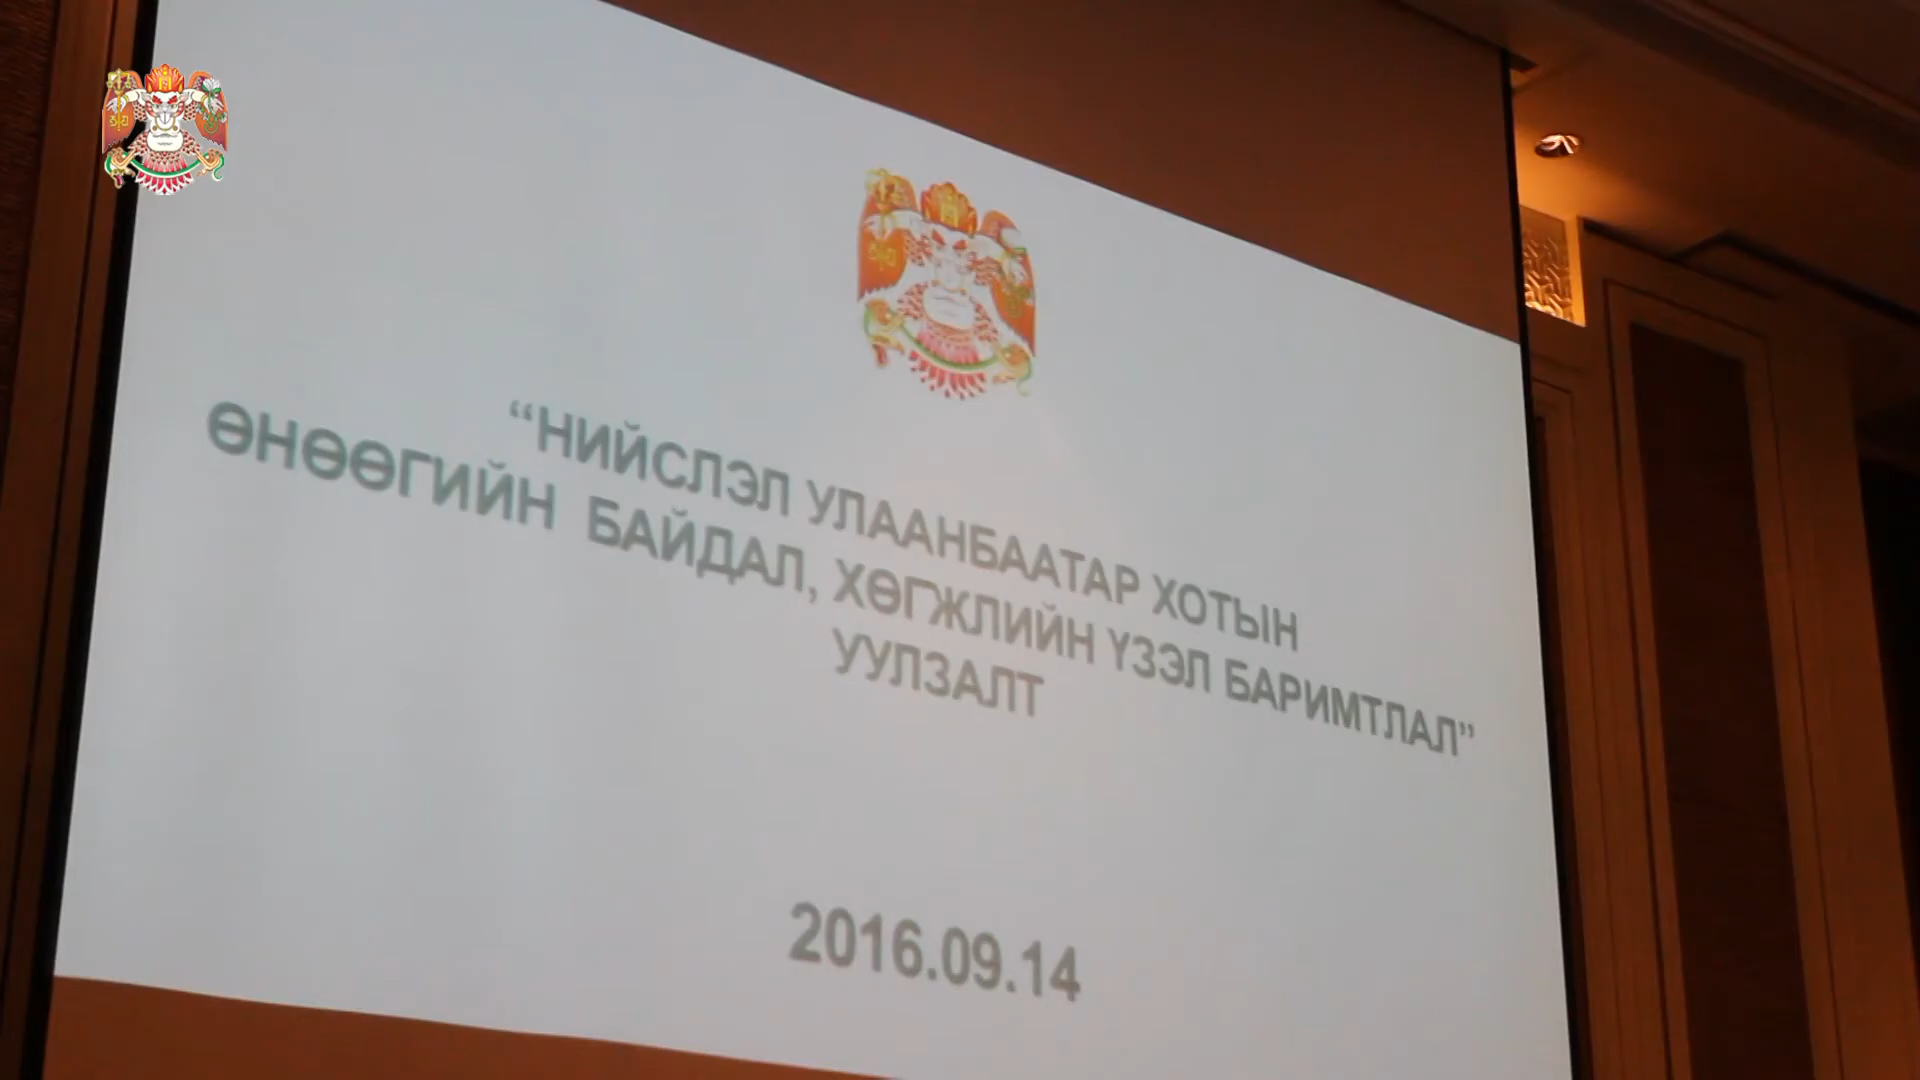 “НИЙСЛЭЛ УЛААНБААТАР ХОТЫН
ӨНӨӨГИЙН БАЙДАЛ, ХӨГЖЛИЙН ҮЗЭЛ БАРИМТЛАЛ”
УУЛЗАЛТ
2016.09.14